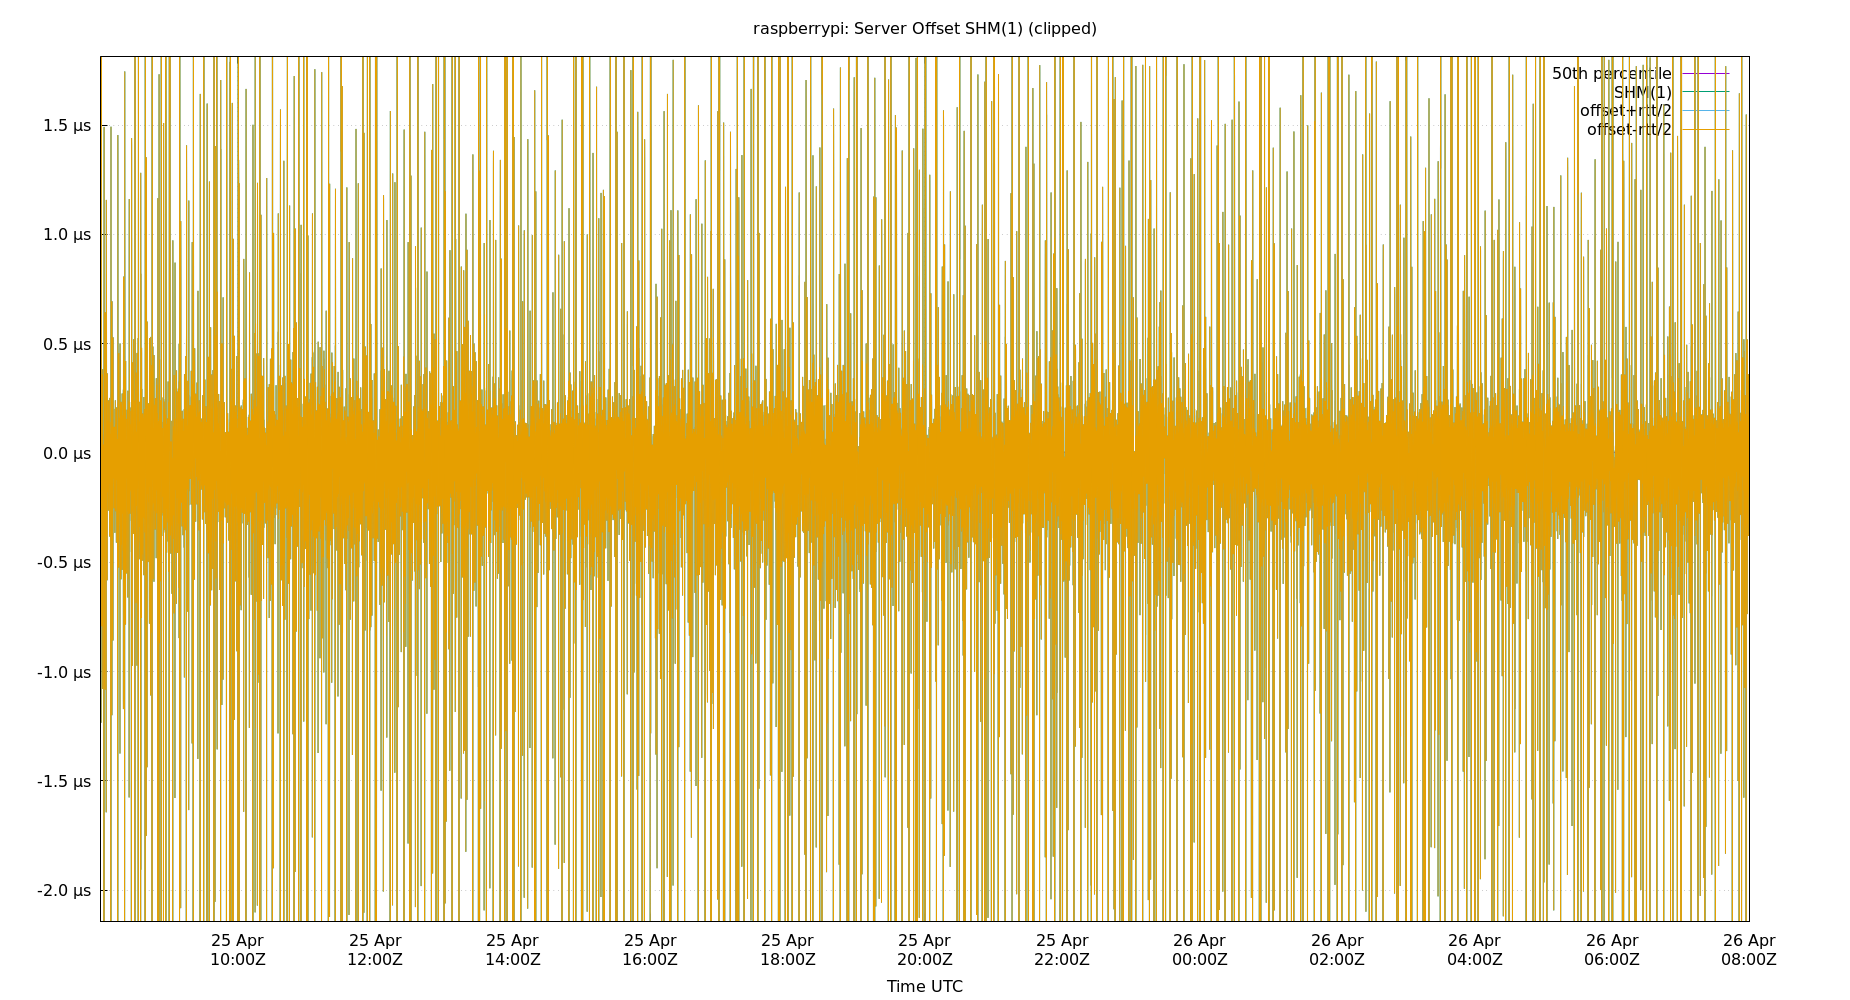 raspberrypi: Server Offset SHM(1) (clipped)
50th percentile
SHM(1)
offset+rtt/2
offset-rtt/2
1.5 µs
1.0 µs
0.5 µs
0.0 µs
-0.5 µs
-1.0 µs
-1.5 µs
-2.0 µs
25 Apr 25 Apr 25 Apr 25 Apr 25 Apr 25 Apr 25 Apr 26 Apr 26 Apr 26 Apr 26 Apr 26 Apr
10:00Z 12:00Z 14:00Z 16:00Z 18:00Z 20:00Z 22:00Z 00:00Z 02:00Z 04:00Z 06:00Z 08:00Z
Time UTC